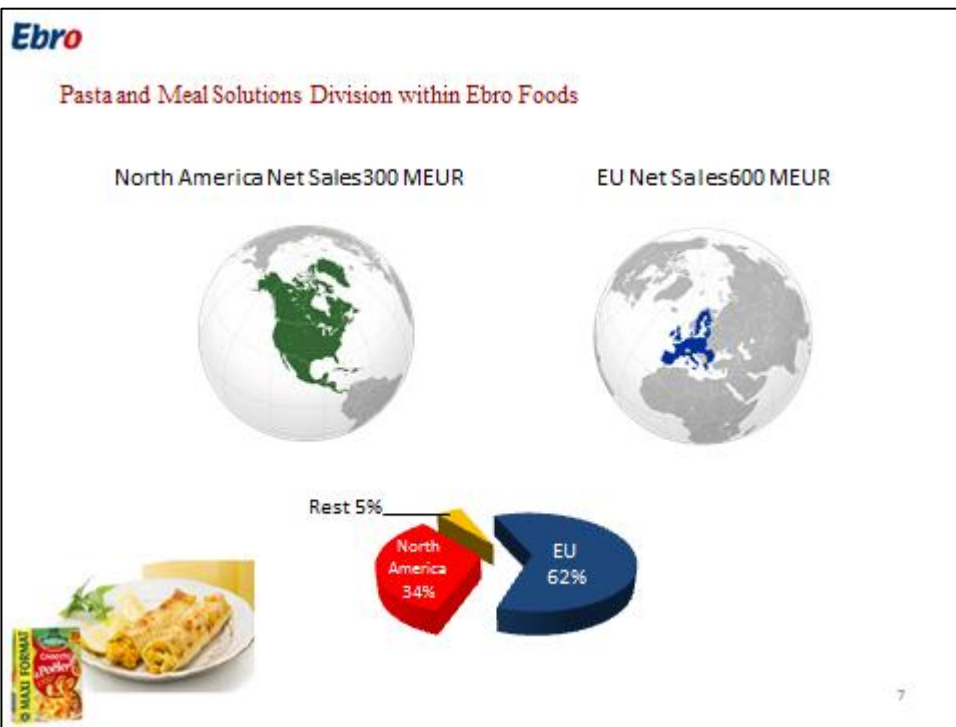 Ebro
Pasta and Meal Solutions Division within Ebro Foods
North America Net Sales300 MEUR
EU Net Sales600 MEUR
Rest 5%
North
America
34%
EU
62%
MAXI FORMAT
7